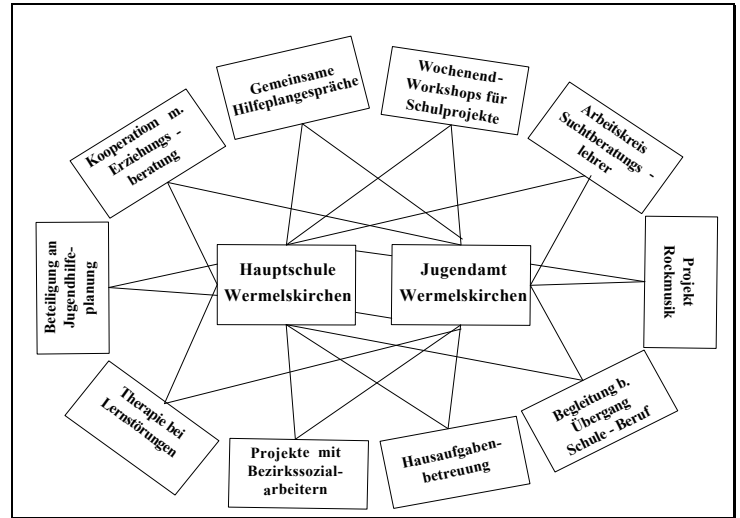 Gemeinsame
Hilfeplangespräche
Wochenend-
Workshops für
Schulprojekte
Kooperatiom m.
Erziehungs -
beratung
Arbeitskreis
Suchtberatungs -
lehrer
Beteiligung an
Jugendhilfe-
planung
Hauptschule
Wermelskirchen
Jugendamt
Wermelskirchen
Projekt
Rockmusik
Therapie bei
Lernstörungen
Projekte mit
Bezirkssozial-
arbeitern
Hausaufgaben-
betreuung
Begleitung b.
Übergang
Schule - Beruf